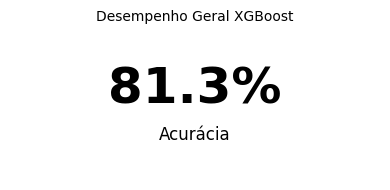 Desempenho Geral XGBoost
81.3%
Acurácia